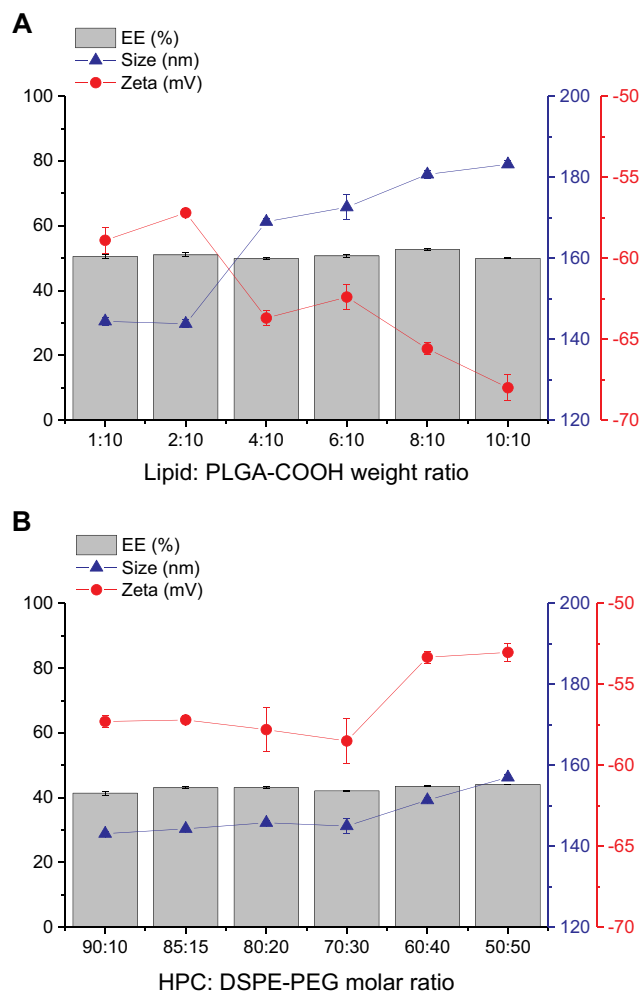 A
EE (%)
Size (nm)
Zeta (mV)
100 200 -50
80 180 -55
60 160 -60
40 -65
20 140
0 120 -70
1:10 2:10 4:10 6:10 8:10 10:10
Lipid: PLGA-COOH weight ratio
B
EE (%)
Size (nm)
Zeta (mV)
100 200 -50
80 180 -55
60 160 -60
40 -65
20 140
0 120 -70
90:10 85:15 80:20 70:30 60:40 50:50
HPC: DSPE-PEG molar ratio